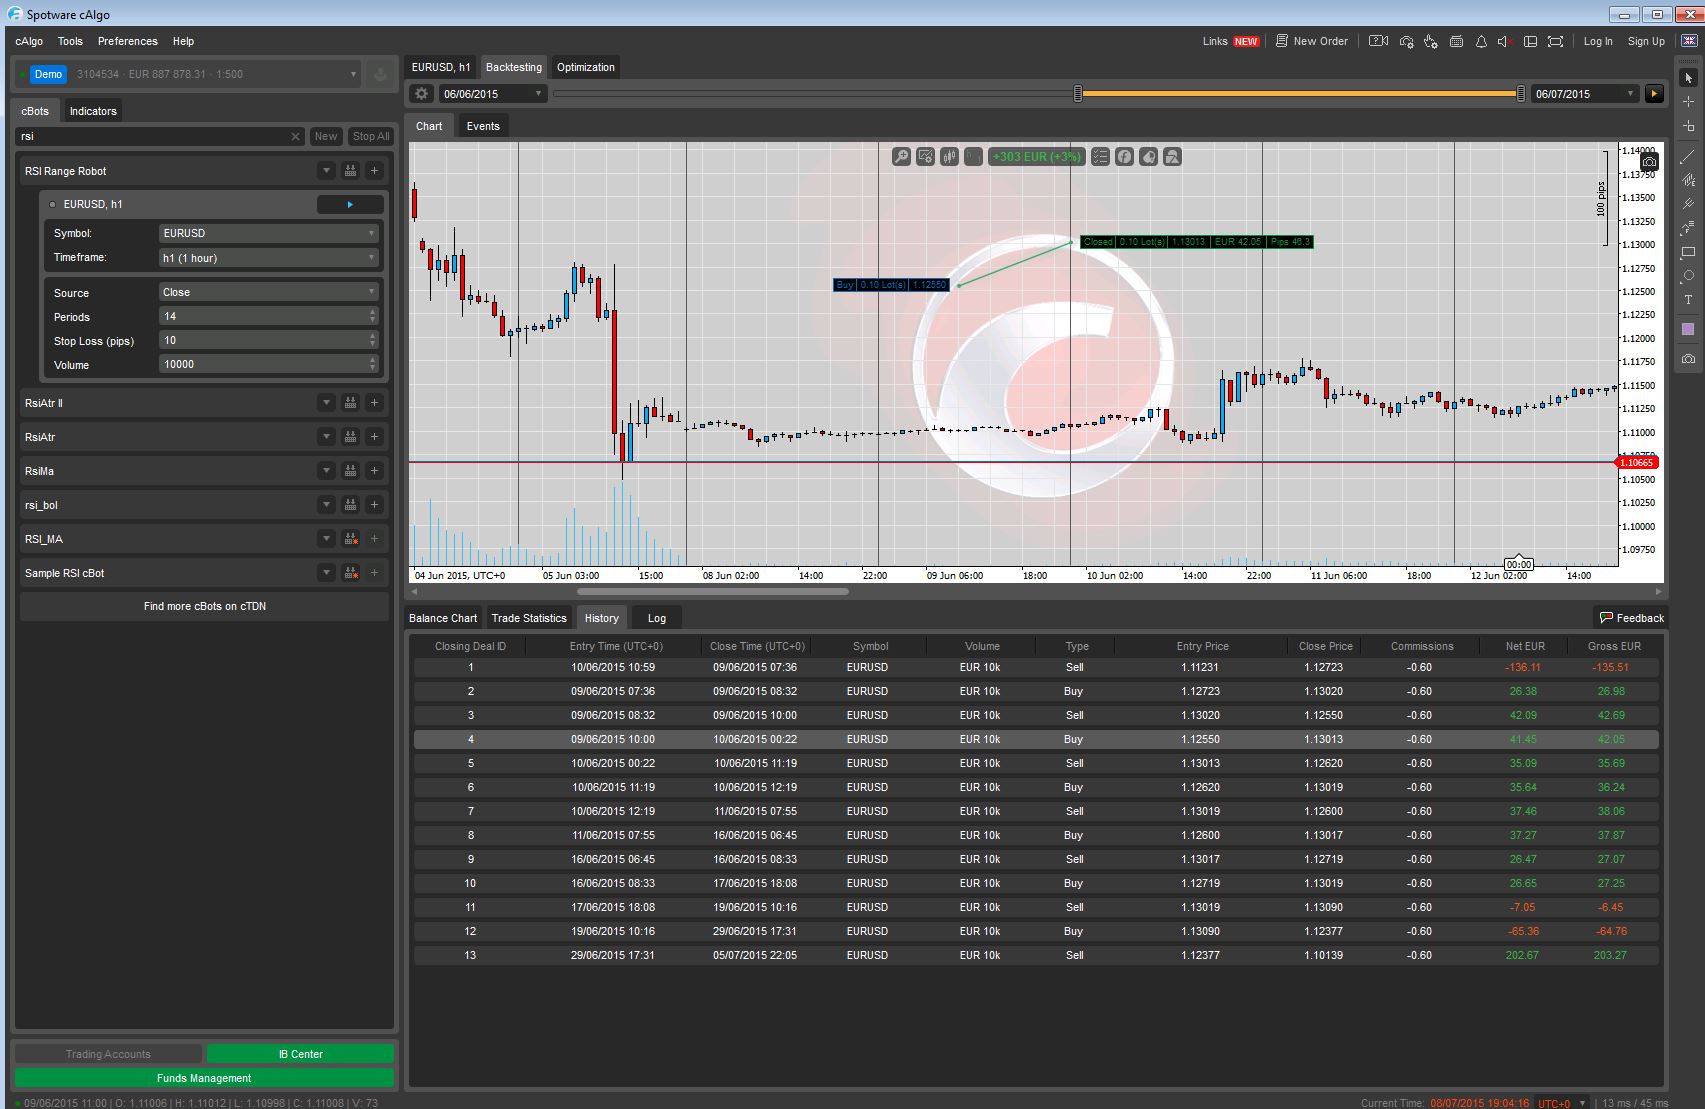 Spotware cAlgo
cAlgo Tools Preferences Help
Links NEW New Order Log In Sign Up
Demo 3104534 · EUR 887 878.31 · 1:500
EURUSD, h1 Backtesting Optimization
06/06/2015 06/07/2015
cBots Indicators
rsi New Stop All
Chart Events
RSI Range Robot
EURUSD, h1
Symbol: EURUSD
Timeframe: h1 (1 hour)
Source Close
Periods 14
Stop Loss (pips) 10
Volume 10000
RsiAtr II
RsiAtr
RsiMa
rsi_bol
RSI_MA
Sample RSI cBot
Find more cBots on cTDN
Trading Accounts IB Center
Funds Management
+303 EUR (+3%)
100 pips
Closed 0.10 Lot(s) 1.13013 EUR 42.05 Pips 46.3
Buy 0.10 Lot(s) 1.12550
1.14000
1.13750
1.13500
1.13250
1.13000
1.12750
1.12500
1.12250
1.12000
1.11750
1.11500
1.11250
1.11000
1.10665
1.10500
1.10250
1.10000
1.09750
00:00
04 Jun 2015, UTC+0 05 Jun 03:00 15:00 08 Jun 02:00 14:00 22:00 09 Jun 06:00 18:00 10 Jun 02:00 14:00 22:00 11 Jun 06:00 18:00 12 Jun 02:00 14:00
Balance Chart Trade Statistics History Log Feedback
Closing Deal ID Entry Time (UTC+0) Close Time (UTC+0) Symbol Volume Type Entry Price Close Price Commissions Net EUR Gross EUR
1 10/06/2015 10:59 09/06/2015 07:36 EURUSD EUR 10k Sell 1.11231 1.12723 -0.60 -136.11 -135.51
2 09/06/2015 07:36 09/06/2015 08:32 EURUSD EUR 10k Buy 1.12723 1.13020 -0.60 26.38 26.98
3 09/06/2015 08:32 09/06/2015 10:00 EURUSD EUR 10k Sell 1.13020 1.12550 -0.60 42.09 42.69
4 09/06/2015 10:00 10/06/2015 00:22 EURUSD EUR 10k Buy 1.12550 1.13013 -0.60 41.45 42.05
5 10/06/2015 00:22 10/06/2015 11:19 EURUSD EUR 10k Sell 1.13013 1.12620 -0.60 35.09 35.69
6 10/06/2015 11:19 10/06/2015 12:19 EURUSD EUR 10k Buy 1.12620 1.13019 -0.60 35.64 36.24
7 10/06/2015 12:19 11/06/2015 07:55 EURUSD EUR 10k Sell 1.13019 1.12600 -0.60 37.46 38.06
8 11/06/2015 07:55 16/06/2015 06:45 EURUSD EUR 10k Buy 1.12600 1.13017 -0.60 37.27 37.87
9 16/06/2015 06:45 16/06/2015 08:33 EURUSD EUR 10k Sell 1.13017 1.12719 -0.60 26.47 27.07
10 16/06/2015 08:33 17/06/2015 18:08 EURUSD EUR 10k Buy 1.12719 1.13019 -0.60 26.65 27.25
11 17/06/2015 18:08 19/06/2015 10:16 EURUSD EUR 10k Sell 1.13019 1.13090 -0.60 -7.05 -6.45
12 19/06/2015 10:16 29/06/2015 17:31 EURUSD EUR 10k Buy 1.13090 1.12377 -0.60 -65.36 -64.76
13 29/06/2015 17:31 05/07/2015 22:05 EURUSD EUR 10k Sell 1.12377 1.10139 -0.60 202.67 203.27
09/06/2015 11:00 | O: 1.11006 | H: 1.11012 | L: 1.10998 | C: 1.11008 | V: 73
Current Time: 08/07/2015 19:04:16 UTC+0 | 13 ms / 45 ms